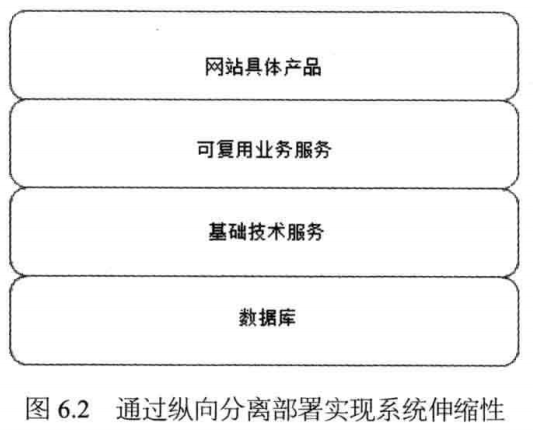 网站具体产品
可复用业务服务
基础技术服务
数据库
图 6.2 通过纵向分离部署实现系统伸缩性